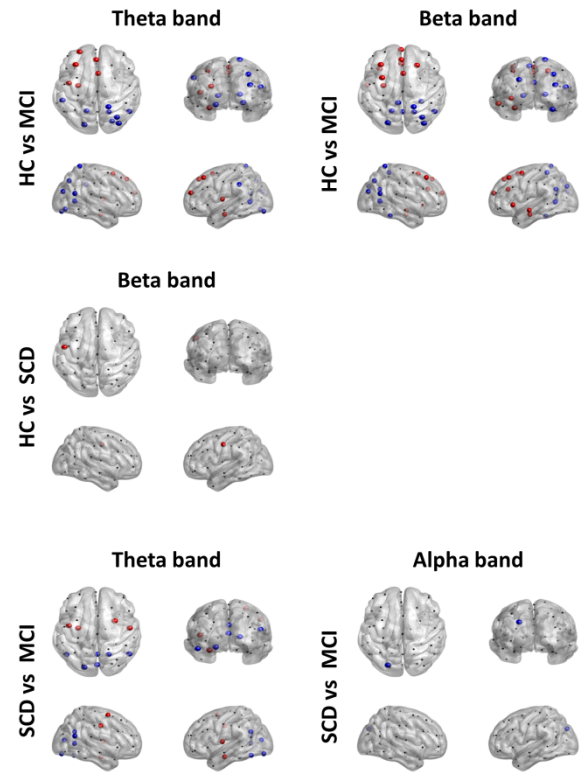 Theta band
Beta band
HC vs MCI
HC vs MCI
Beta band
HC vs SCD
Theta band
Alpha band
SCD vs MCI
SCD vs MCI